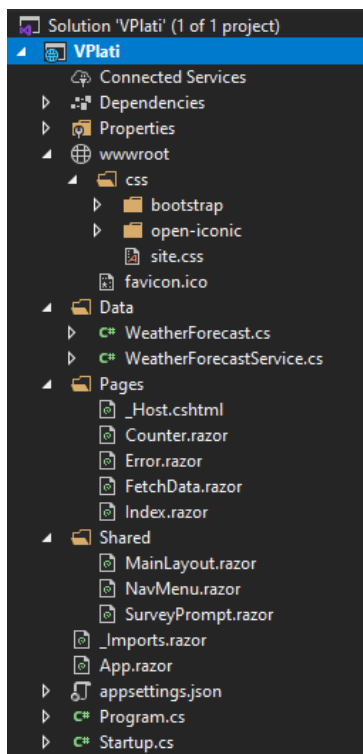 Solution 'VPlati' (1 of 1 project)
VPlati
Connected Services
Dependencies
Properties
wwwroot
css
bootstrap
open-iconic
site.css
favicon.ico
Data
C# WeatherForecast.cs
C# WeatherForecastService.cs
Pages
_Host.cshtml
Counter.razor
Error.razor
FetchData.razor
Index.razor
Shared
MainLayout.razor
NavMenu.razor
SurveyPrompt.razor
_Imports.razor
App.razor
appsettings.json
C# Program.cs
C# Startup.cs